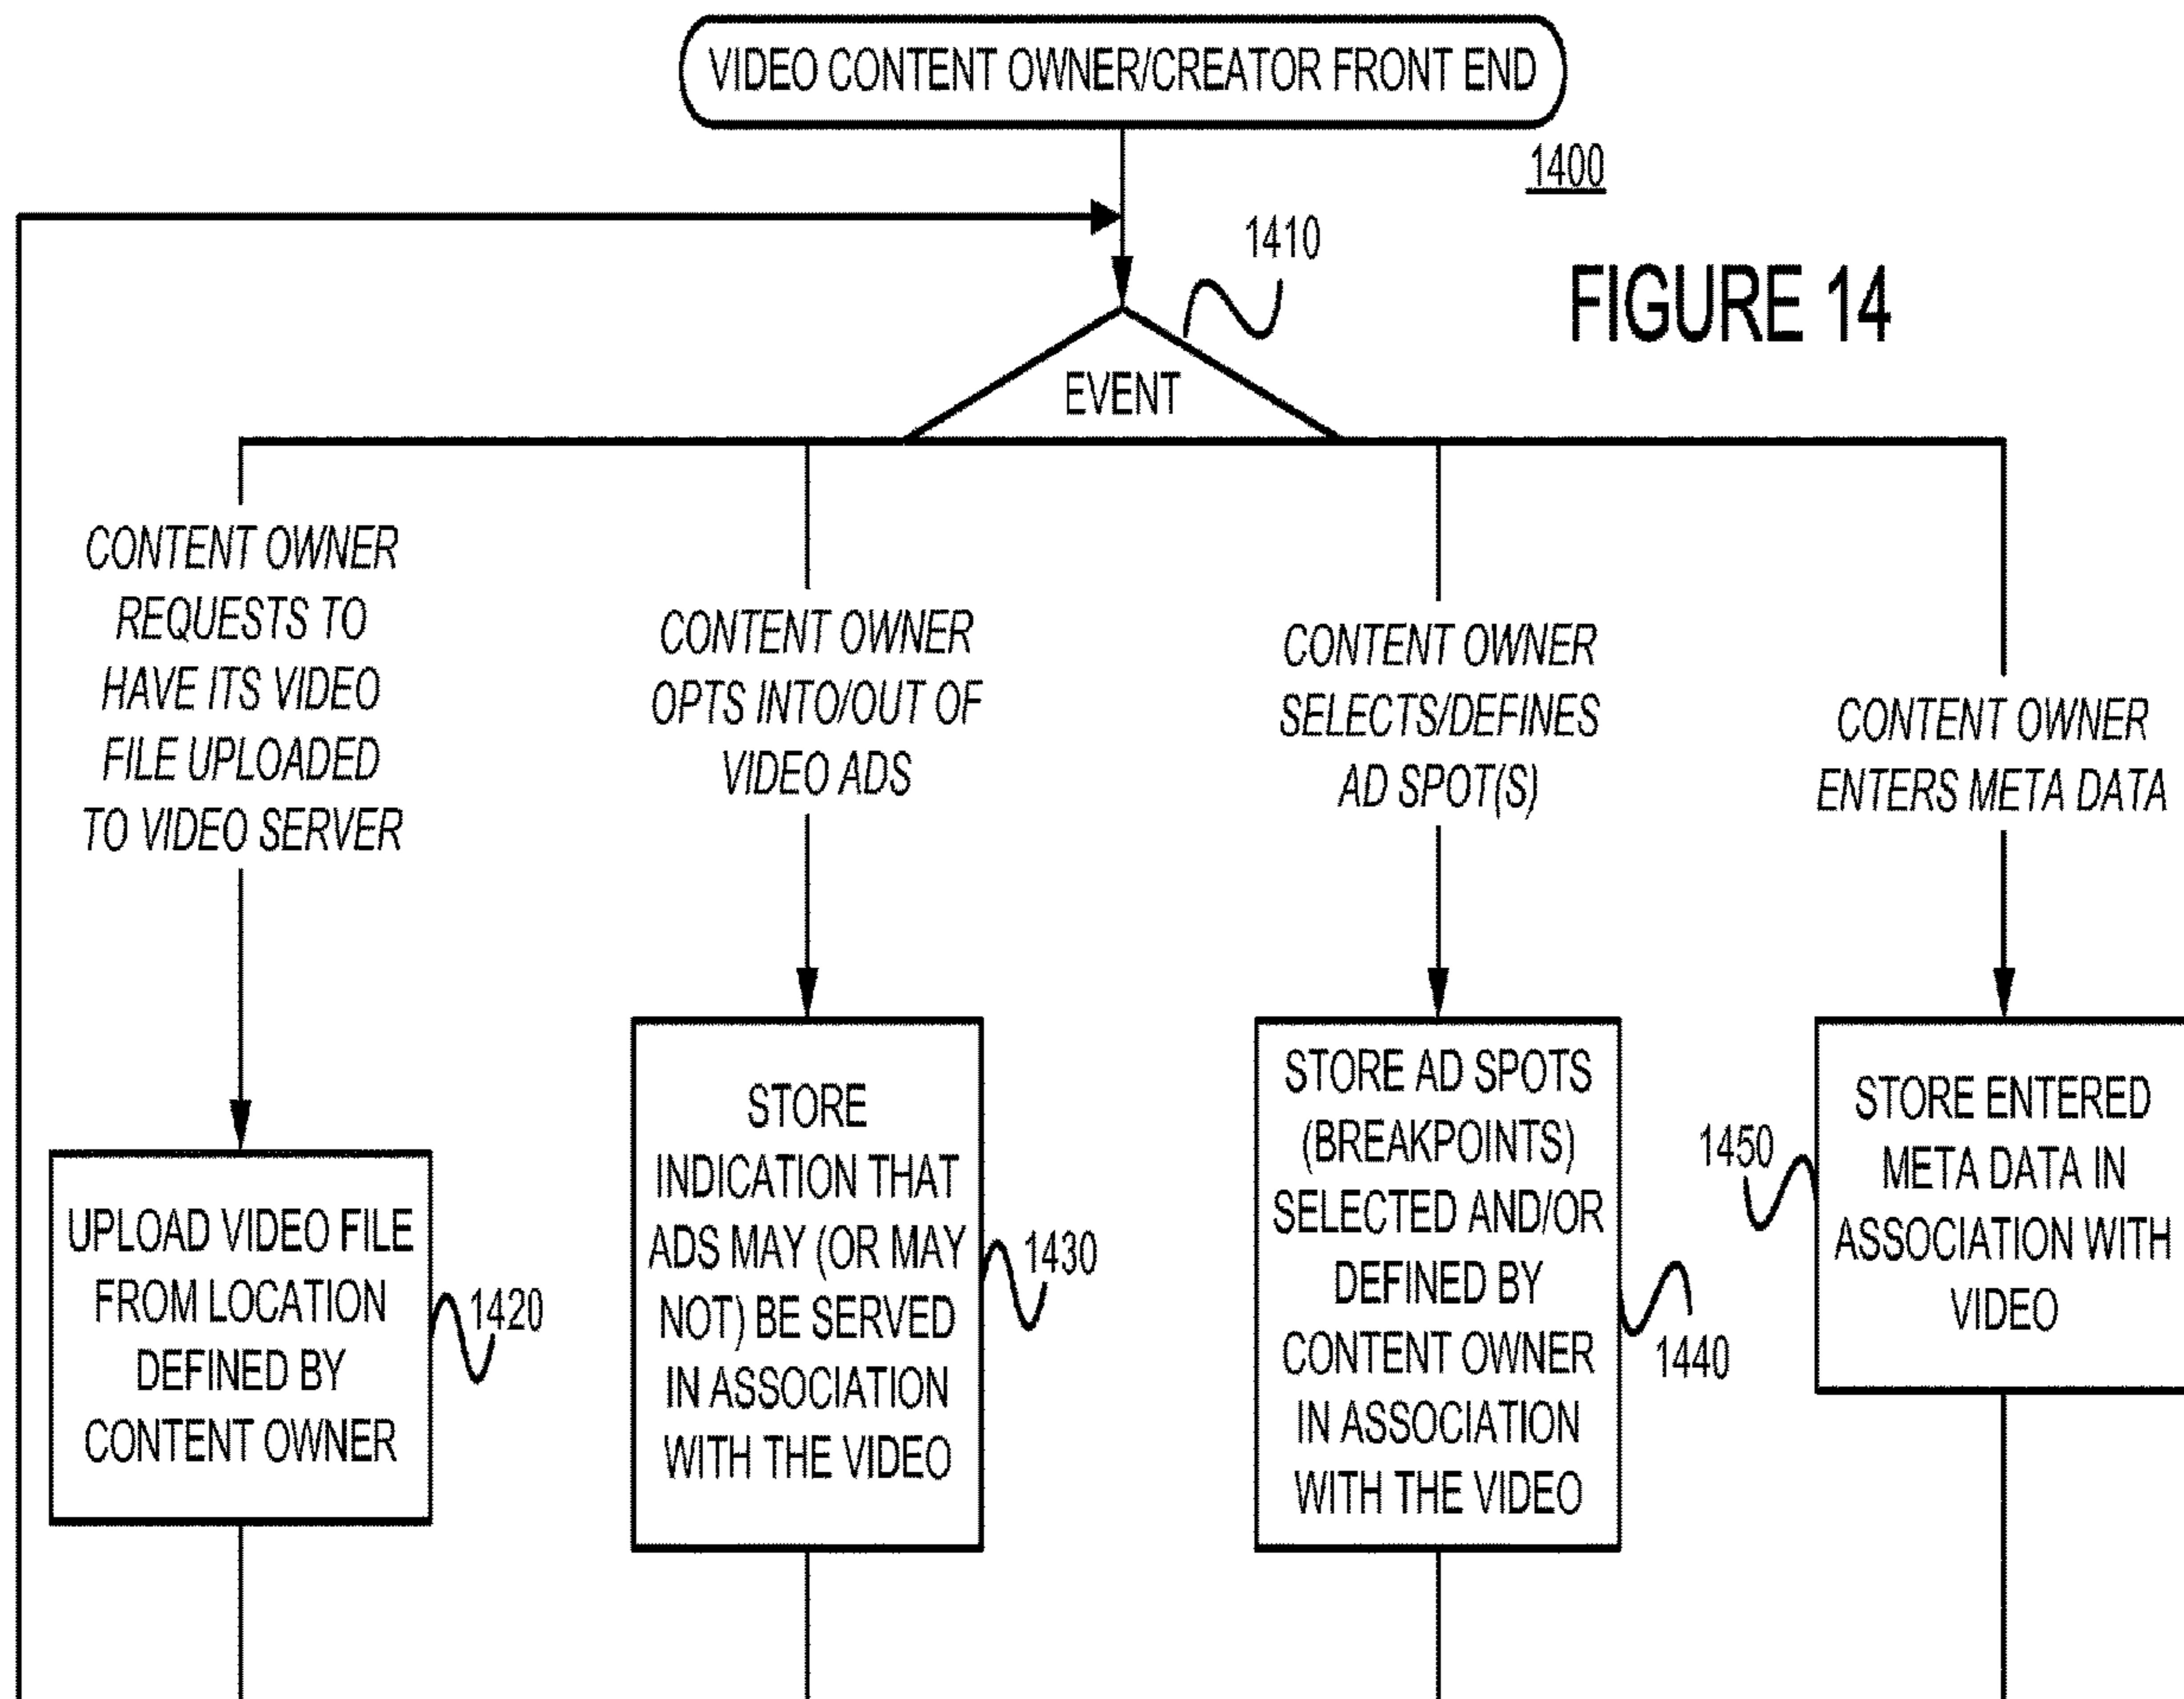 VIDEO CONTENT OWNER/CREATOR FRONT END
1400
1410
FIGURE 14
EVENT
CONTENT OWNER
REQUESTS TO
HAVE ITS VIDEO
FILE UPLOADED
TO VIDEO SERVER
CONTENT OWNER
OPTS INTO/OUT OF
VIDEO ADS
CONTENT OWNER
SELECTS/DEFINES
AD SPOT(S)
CONTENT OWNER
ENTERS META DATA
UPLOAD VIDEO FILE
FROM LOCATION
DEFINED BY
CONTENT OWNER
1420
STORE
INDICATION THAT
ADS MAY (OR MAY
NOT) BE SERVED
IN ASSOCIATION
WITH THE VIDEO
1430
STORE AD SPOTS
(BREAKPOINTS)
SELECTED AND/OR
DEFINED BY
CONTENT OWNER
IN ASSOCIATION
WITH THE VIDEO
1440
1450
STORE ENTERED
META DATA IN
ASSOCIATION WITH
VIDEO